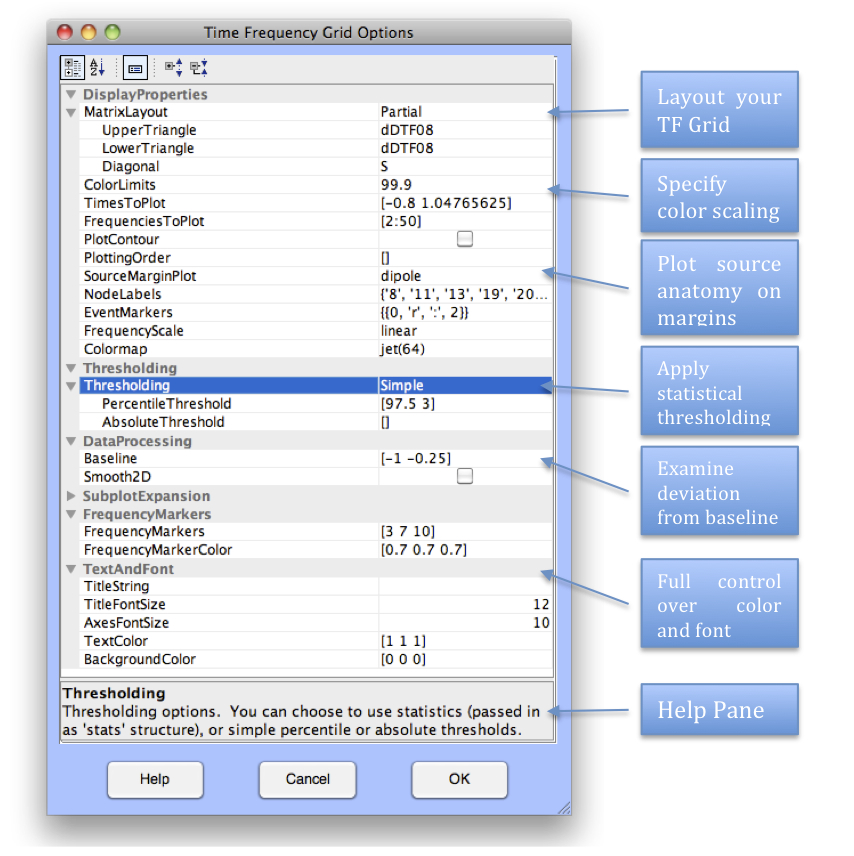 Time Frequency Grid Options
DisplayProperties
MatrixLayout Partial
UpperTriangle dDTF08
LowerTriangle dDTF08
Diagonal S
ColorLimits 99.9
TimesToPlot [-0.8 1.04765625]
FrequenciesToPlot [2:50]
PlotContour
PlottingOrder []
SourceMarginPlot dipole
NodeLabels {'8', '11', '13', '19', '20...
EventMarkers {{0, 'r', ':', 2}}
FrequencyScale linear
Colormap jet(64)
Thresholding
Thresholding Simple
PercentileThreshold [97.5 3]
AbsoluteThreshold []
DataProcessing
Baseline [-1 -0.25]
Smooth2D
SubplotExpansion
FrequencyMarkers
FrequencyMarkers [3 7 10]
FrequencyMarkerColor [0.7 0.7 0.7]
TextAndFont
TitleString
TitleFontSize 12
AxesFontSize 10
TextColor [1 1 1]
BackgroundColor [0 0 0]
Thresholding
Thresholding options. You can choose to use statistics (passed in
as 'stats' structure), or simple percentile or absolute thresholds.
Help Cancel OK
Layout your
TF Grid
Specify
color scaling
Plot source
anatomy on
margins
Apply
statistical
thresholding
Examine
deviation
from baseline
Full control
over color
and font
Help Pane